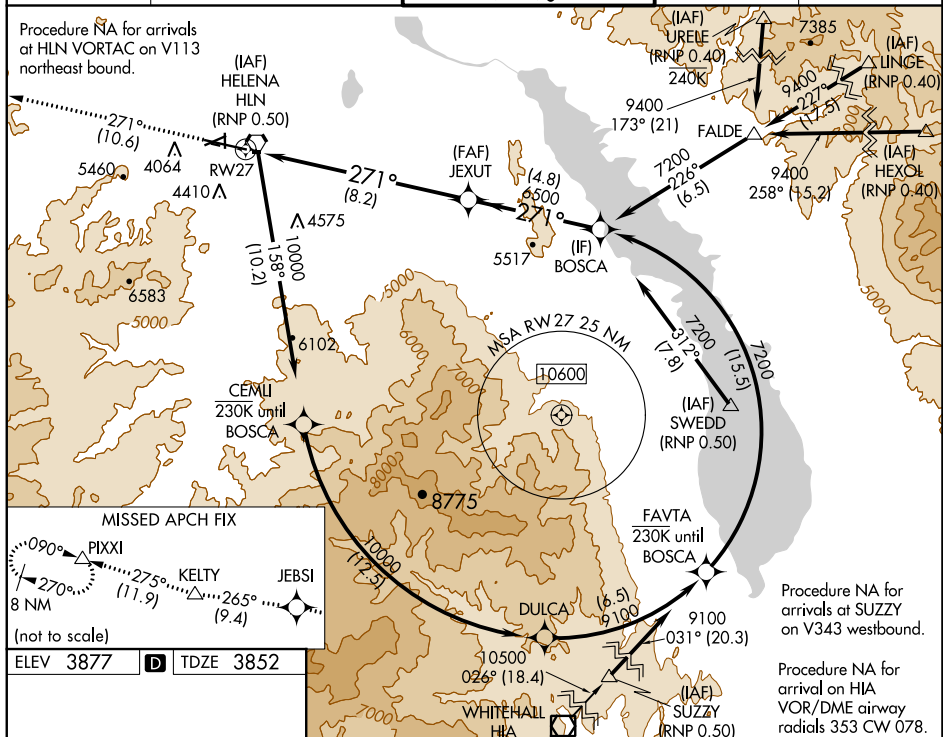 Procedure NA for arrivals
at HLN VORTAC on V113
northeast bound.
(IAF)
HELENA
HLN
(RNP 0.50)
(IAF)
URELE
(RNP 0.40)
240K
7385
(IAF)
LINGE
(RNP 0.40)
9400
227°
(17.5)
9400
173° (21)
FALDE
9400
258° (15.2)
(IAF)
HEXOL
(RNP 0.40)
7200
226°
(6.5)
271°
(10.6)
4064
RW27
5460
4410
4575
271°
(8.2)
(FAF)
JEXUT
(4.8)
6500
271°
5517
(IF)
BOSCA
10000
158°
(10.2)
6583
5000
6102
5000
6000
7000
8000
MSA RW27 25 NM
10600
7200
312°
(7.8)
7200
(15.5)
(IAF)
SWEDD
(RNP 0.50)
5000
CEMLI
230K until
BOSCA
8775
10000
(12.5)
FAVTA
230K until
BOSCA
DULCA
(6.5)
9100
9100
031° (20.3)
10500
026° (18.4)
(IAF)
SUZZY
(RNP 0.50)
WHITEHALL
HIA
Procedure NA for
arrivals at SUZZY
on V343 westbound.
Procedure NA for
arrival on HIA
VOR/DME airway
radials 353 CW 078.
MISSED APCH FIX
090°
PIXXI
270°
8 NM
275°
(11.9)
KELTY
265°
(9.4)
JEBSI
(not to scale)
ELEV 3877 D TDZE 3852